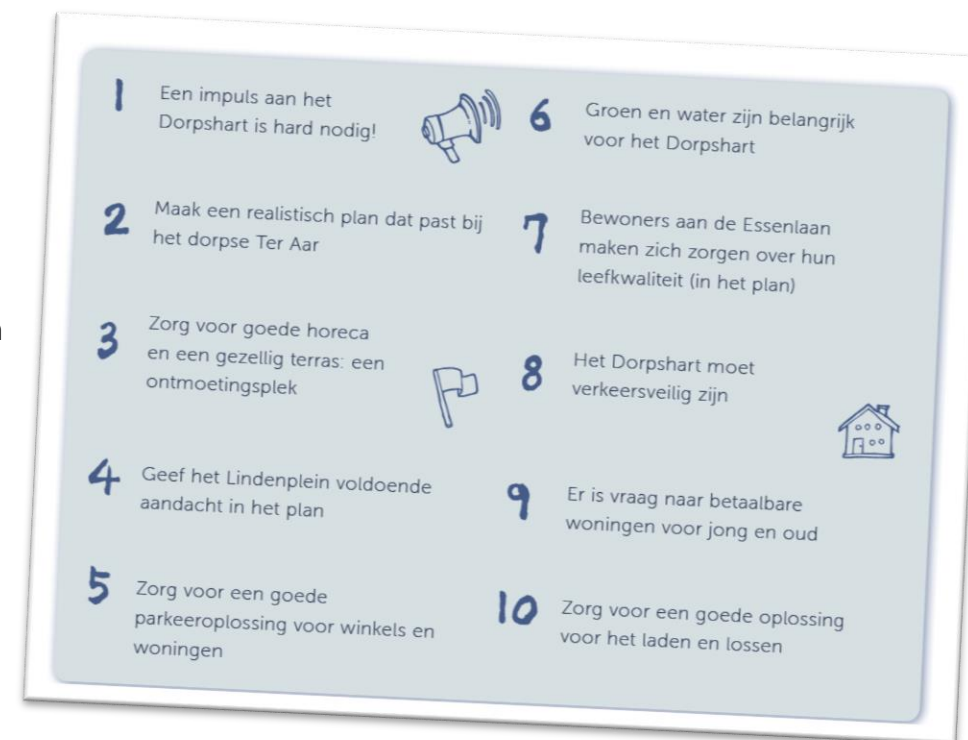 1 Een impuls aan het
Dorpshart is hard nodig!
2 Maak een realistisch plan dat past bij
het dorpse Ter Aar
3 Zorg voor goede horeca
en een gezellig terras: een
ontmoetingsplek
4 Geef het Lindenplein voldoende
aandacht in het plan
5 Zorg voor een goede
parkeeroplossing voor winkels en
woningen
6 Groen en water zijn belangrijk
voor het Dorpshart
7 Bewoners aan de Essenlaan
maken zich zorgen over hun
leefkwaliteit (in het plan)
8 Het Dorpshart moet
verkeersveilig zijn
9 Er is vraag naar betaalbare
woningen voor jong en oud
10 Zorg voor een goede oplossing
voor het laden en lossen